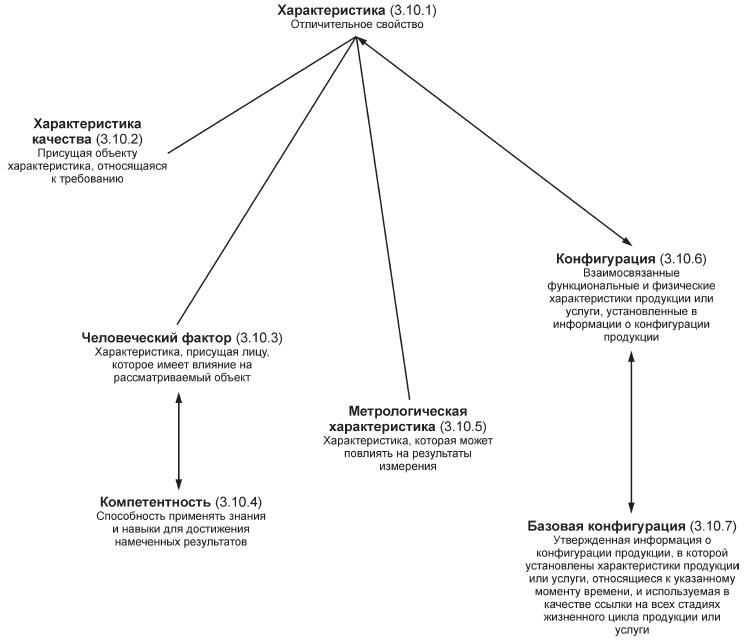 Характеристика (3.10.1)
Отличительное свойство
Характеристика
качества (3.10.2)
Присущая объекту
характеристика, относящаяся
к требованию
Конфигурация (3.10.6)
Взаимосвязанные
функциональные и физические
характеристики продукции или
услуги, установленные в
информации о конфигурации
продукции
Человеческий фактор (3.10.3)
Характеристика, присущая лицу,
которое имеет влияние на
рассматриваемый объект
Метрологическая
характеристика (3.10.5)
Характеристика, которая может
повлиять на результаты
измерения
Компетентность (3.10.4)
Способность применять знания
и навыки для достижения
намеченных результатов
Базовая конфигурация (3.10.7)
Утвержденная информация о
конфигурации продукции, в которой
установлены характеристики продукции
или услуги, относящиеся к указанному
моменту времени, и используемая в
качестве ссылки на всех стадиях
жизненного цикла продукции или
услуги